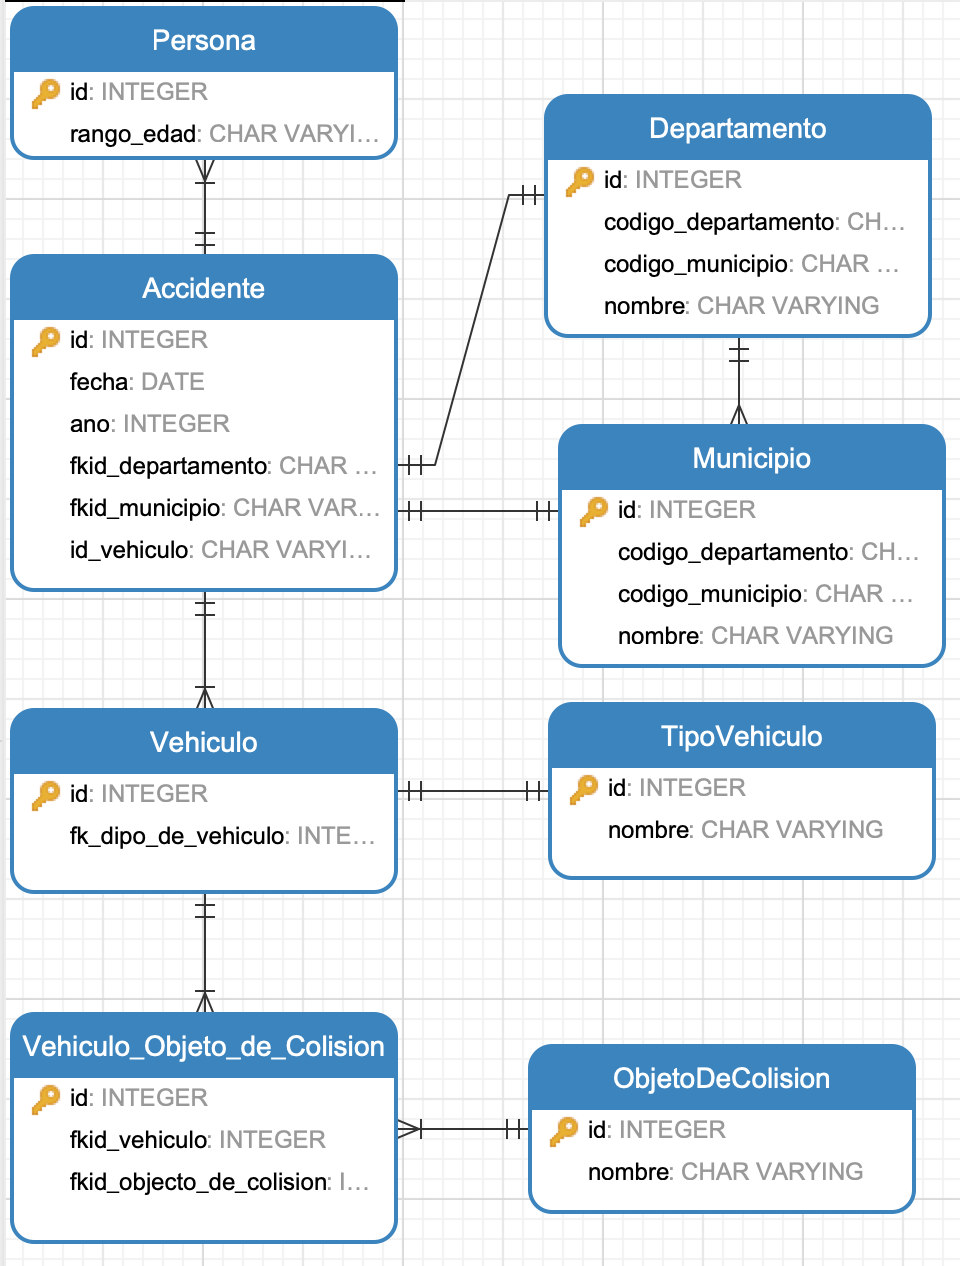 Persona
id: INTEGER
rango_edad: CHAR VARYI...
Departamento
id: INTEGER
codigo_departamento: CH...
codigo_municipio: CHAR ...
nombre: CHAR VARYING
Accidente
id: INTEGER
fecha: DATE
ano: INTEGER
fkid_departamento: CHAR ...
fkid_municipio: CHAR VAR...
id_vehiculo: CHAR VARYI...
Municipio
id: INTEGER
codigo_departamento: CH...
codigo_municipio: CHAR ...
nombre: CHAR VARYING
Vehiculo
id: INTEGER
fk_dipo_de_vehiculo: INTE...
TipoVehiculo
id: INTEGER
nombre: CHAR VARYING
Vehiculo_Objeto_de_Colision
id: INTEGER
fkid_vehiculo: INTEGER
fkid_objecto_de_colision: I...
ObjetoDeColision
id: INTEGER
nombre: CHAR VARYING